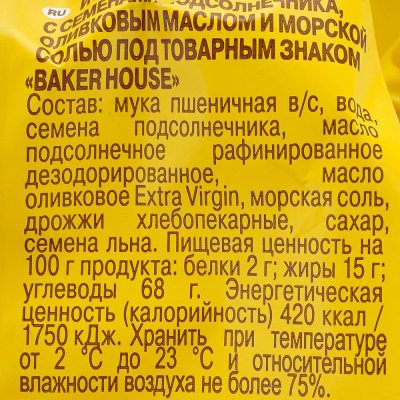 RU
С СЕМЕНАМИ ПОДСОЛНЕЧНИКА,
ОЛИВКОВЫМ МАСЛОМ И МОРСКОЙ
СОЛЬЮ ПОД ТОВАРНЫМ ЗНАКОМ
«BAKER HOUSE»
Состав: мука пшеничная в/с, вода,
семена подсолнечника, масло
подсолнечное рафинированное
дезодорированное, масло
оливковое Extra Virgin, морская соль,
дрожжи хлебопекарные, сахар,
семена льна. Пищевая ценность на
100 г продукта: белки 2 г; жиры 15 г;
углеводы 68 г. Энергетическая
ценность (калорийность) 420 ккал /
1750 кДж. Хранить при температуре
от 2 °C до 23 °C и относительной
влажности воздуха не более 75%.